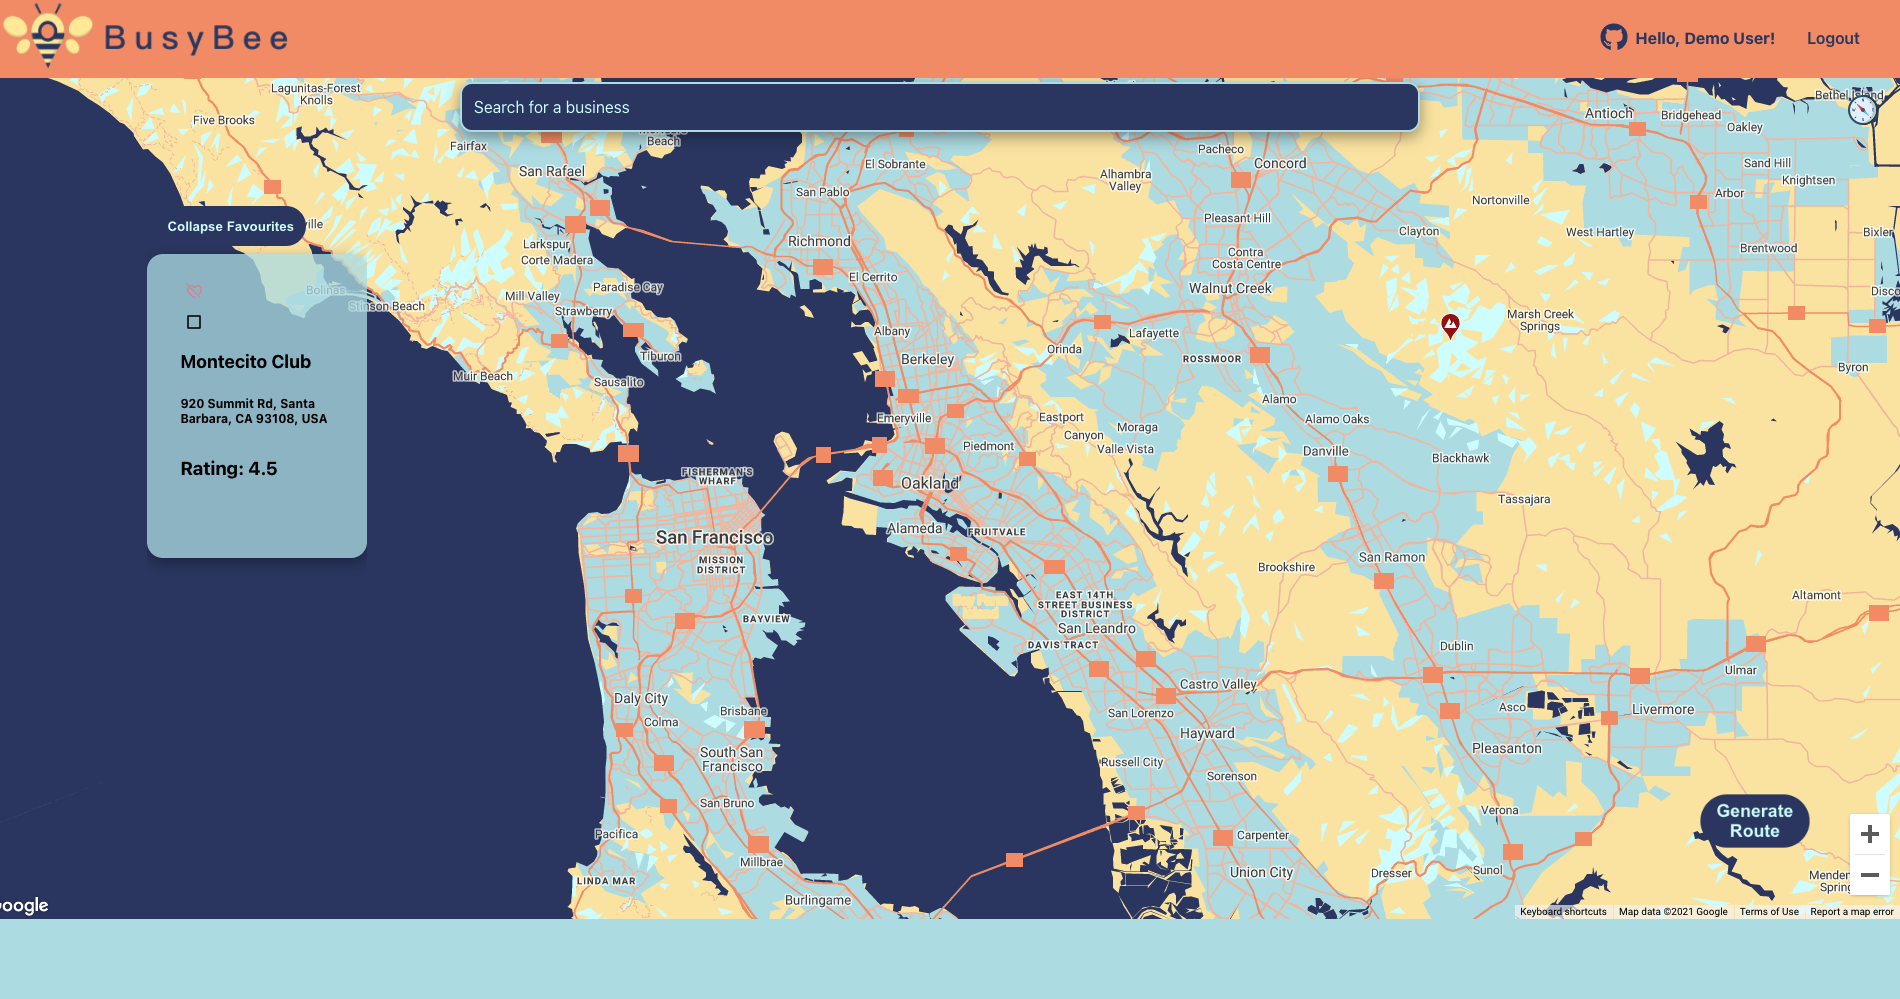 BusyBee
Hello, Demo User!
Logout
Search for a business
Collapse Favourites
Montecito Club
920 Summit Rd, Santa
Barbara, CA 93108, USA
Rating: 4.5
Lagunitas-Forest
Knolls
Five Brooks
Fairfax
Beach
San Rafael
El Sobrante
San Pablo
Alhambra
Valley
Pacheco
Concord
Antioch
Bridgehead
Oakley
Bethel Island
Sand Hill
Knightsen
Arbor
Nortonville
Pleasant Hill
Clayton
West Hartley
Brentwood
Bixler
ville
Larkspur
Corte Madera
Richmond
El Cerrito
Contra
Costa Centre
Walnut Creek
Bolinas
Stinson Beach
Mill Valley
Paradise Cay
Strawberry
Disco
Marsh Creek
Springs
Albany
Lafayette
Orinda
ROSSMOOR
Berkeley
Tiburon
Muir Beach
Sausalito
Byron
Alamo
Emeryville
Eastport
Alamo Oaks
Moraga
Canyon
Valle Vista
Piedmont
Danville
Blackhawk
FISHERMAN'S
WHARF
Oakland
Tassajara
Alameda
FRUITVALE
San Francisco
MISSION
DISTRICT
San Ramon
Brookshire
EAST 14TH
STREET BUSINESS
DISTRICT
Altamont
BAYVIEW
San Leandro
DAVIS TRACT
Dublin
Ulmar
Castro Valley
Daly City
Colma
Brisbane
San Lorenzo
Asco
Livermore
Hayward
Pleasanton
South San
Francisco
Russell City
Sorenson
San Bruno
Verona
Generate
Route
Pacifica
Carpenter
Millbrae
LINDA MAR
Union City
Dresser
Sunol
Menden
Spring
Burlingame
oogle
Keyboard shortcuts
Map data ©2021 Google
Terms of Use
Report a map error